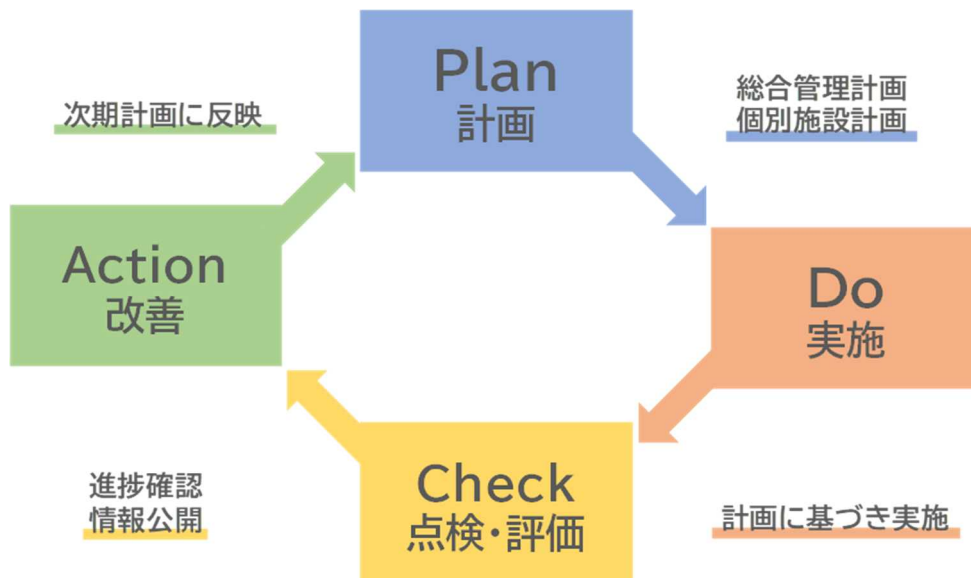 Plan
計画
総合管理計画
個別施設計画
次期計画に反映
Action
改善
Do
実施
進捗確認
情報公開
Check
点検・評価
計画に基づき実施